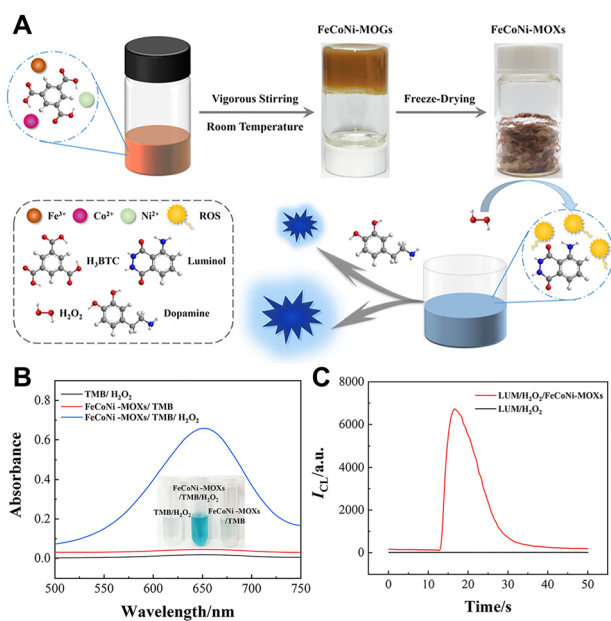 A
FeCoNi-MOGs
FeCoNi-MOXs
Vigorous Stirring
Room Temperature
Freeze-Drying
Fe³⁺ Co²⁺ Ni²⁺ ROS
H₃BTC Luminol
H₂O₂ Dopamine
B
TMB/ H₂O₂
FeCoNi -MOXs/ TMB
FeCoNi -MOXs/ TMB/ H₂O₂
Absorbance
0.8
0.6
0.4
0.2
0.0
FeCoNi -MOXs
/TMB/H₂O₂
TMB/H₂O₂
FeCoNi -MOXs
/TMB
500 550 600 650 700 750
Wavelength/nm
C
LUM/H₂O₂/FeCoNi-MOXs
LUM/H₂O₂
I_CL/a.u.
8000
6000
4000
2000
0
0 10 20 30 40 50
Time/s